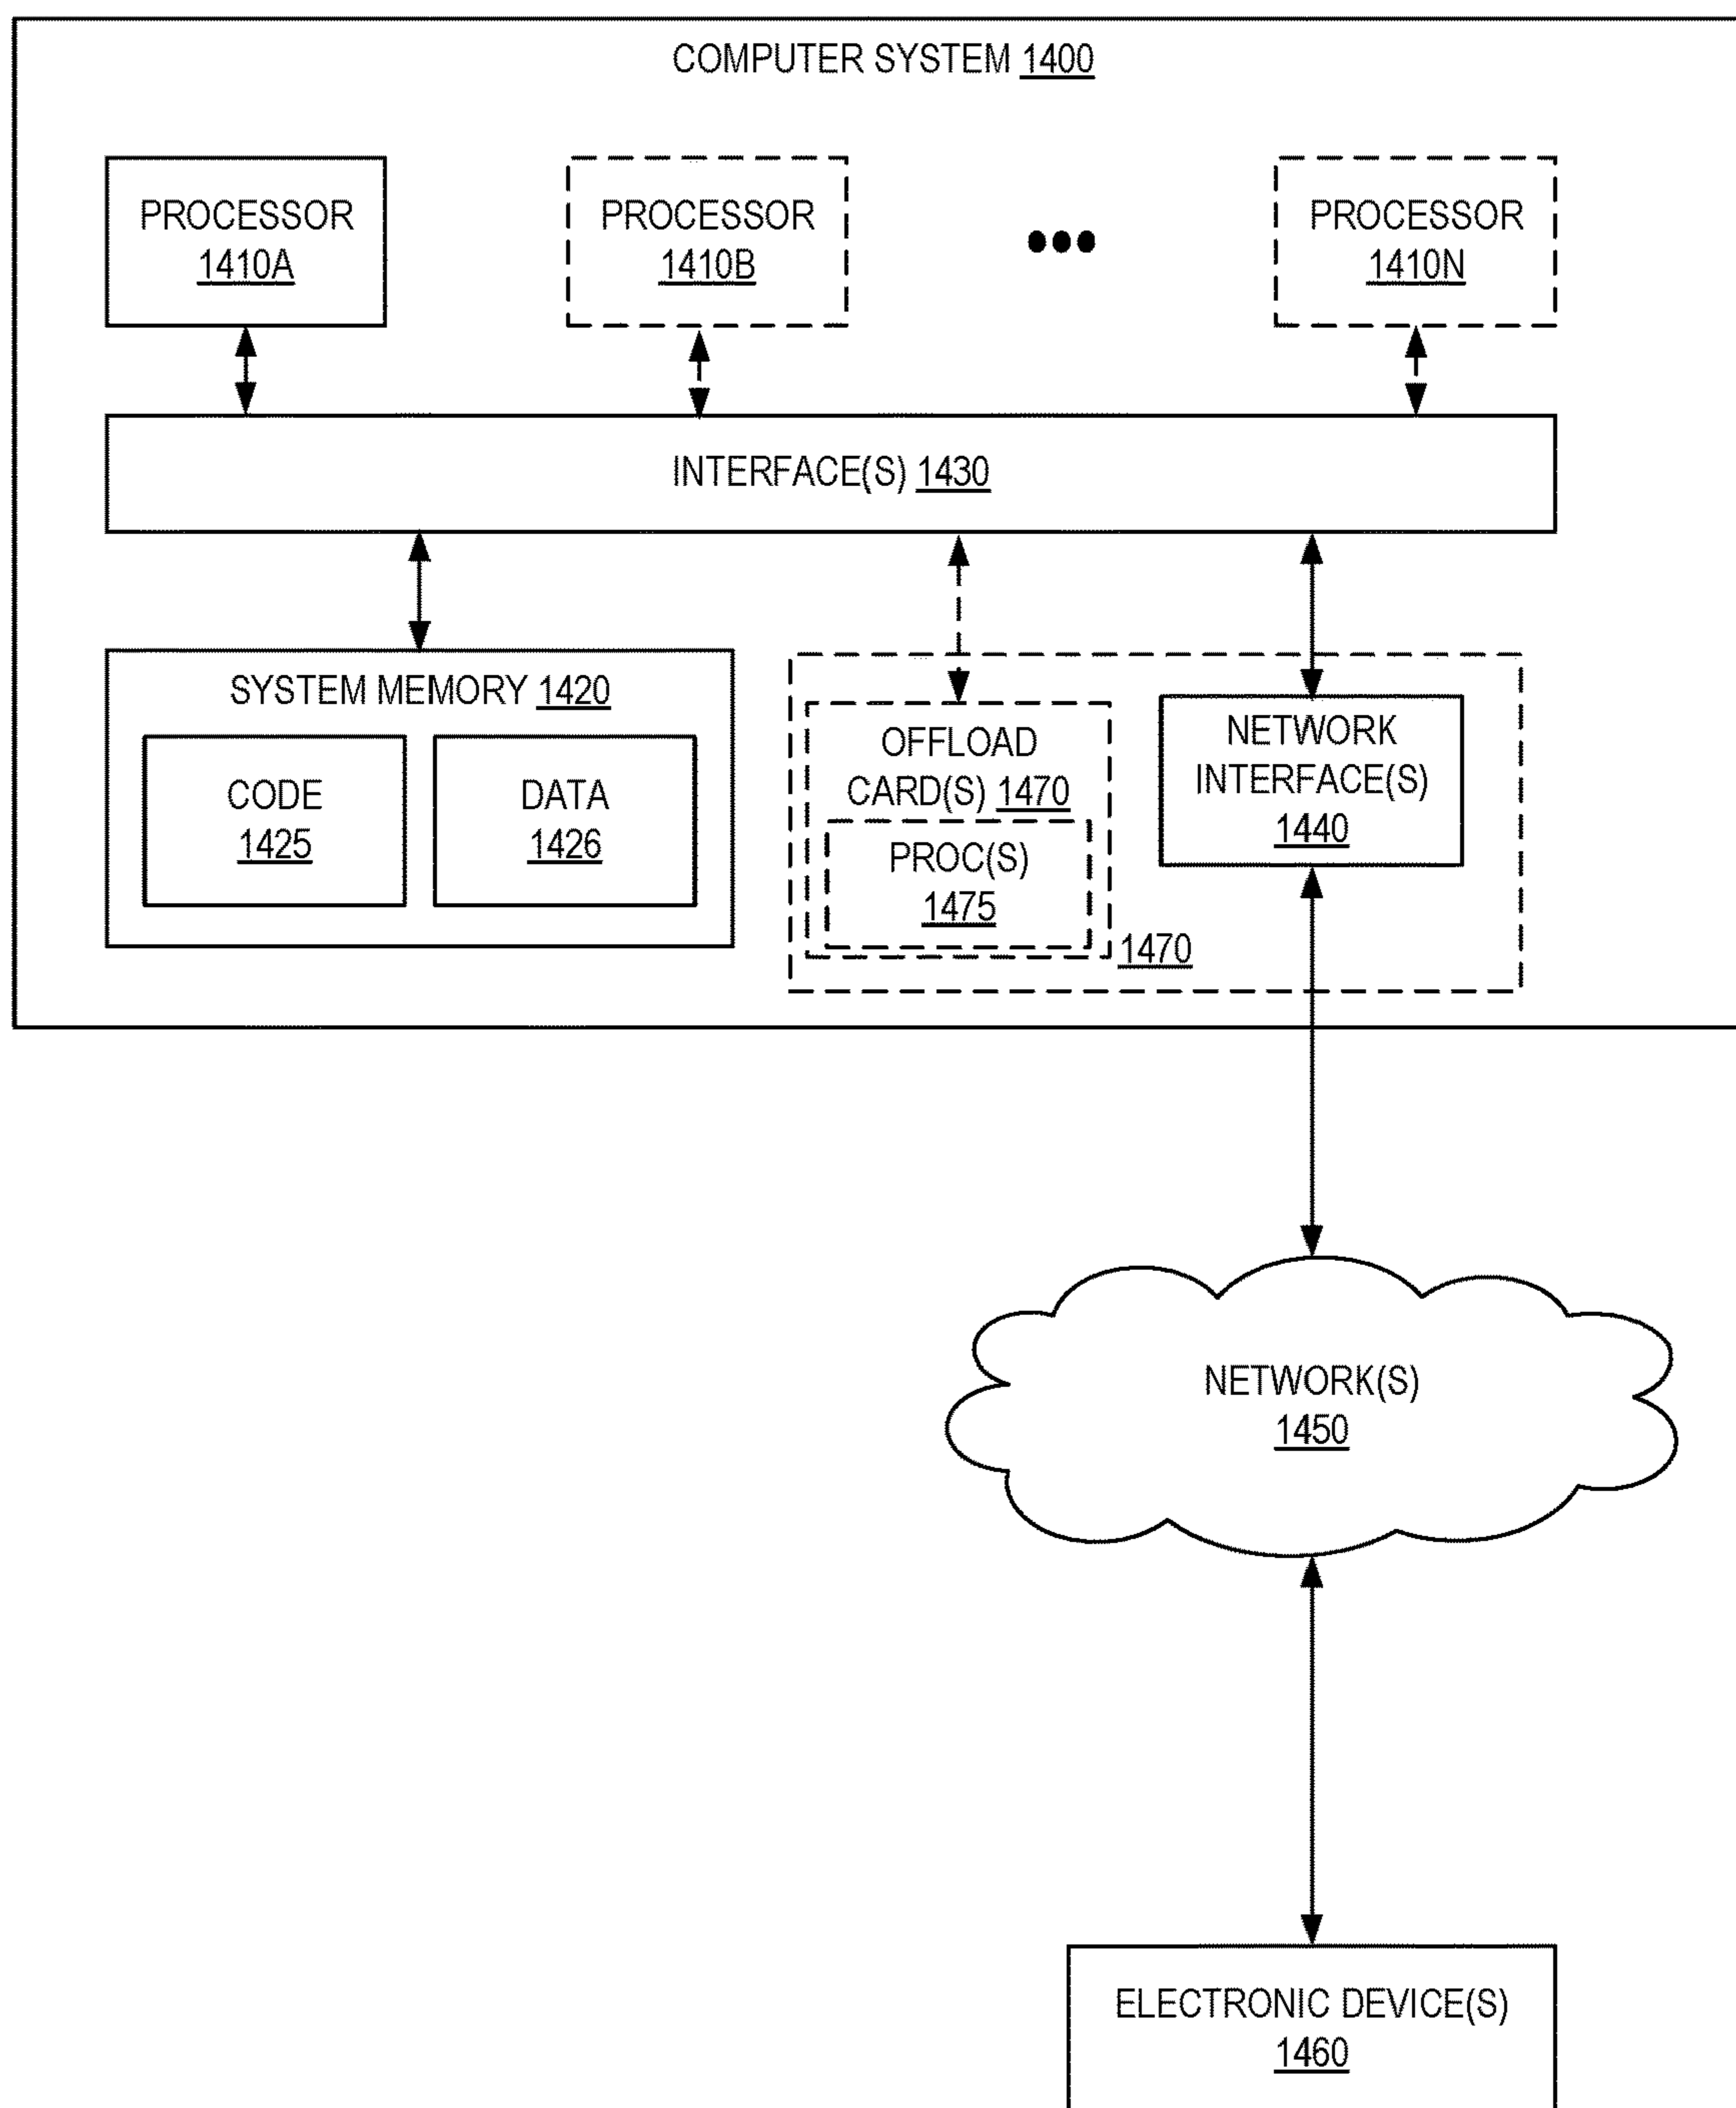 COMPUTER SYSTEM 1400
PROCESSOR
1410A
PROCESSOR
1410B
PROCESSOR
1410N
INTERFACE(S) 1430
SYSTEM MEMORY 1420
CODE
1425
DATA
1426
OFFLOAD
CARD(S) 1470
PROC(S)
1475
1470
NETWORK
INTERFACE(S)
1440
NETWORK(S)
1450
ELECTRONIC DEVICE(S)
1460